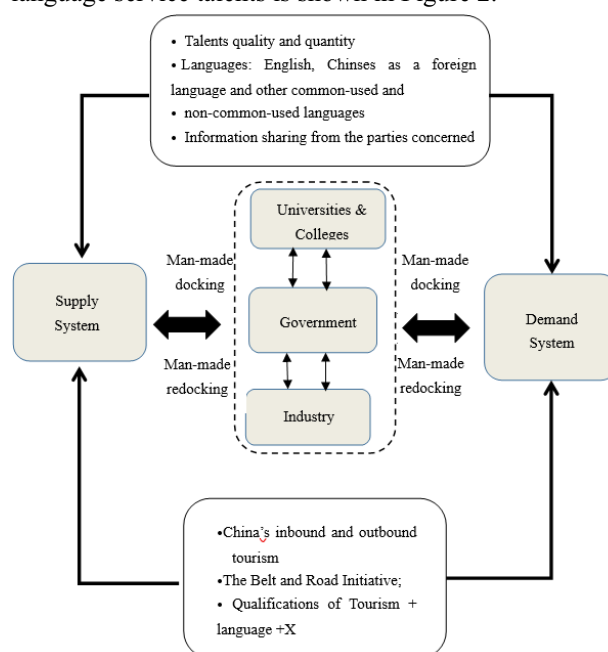 language service talents is shown in Figure 2.
• Talents quality and quantity
• Languages: English, Chinses as a foreign
language and other common-used and
• non-common-used languages
• Information sharing from the parties concerned
Universities &
Colleges
Man-made
docking
Man-made
docking
Supply
System
Government
Demand
System
Man-made
redocking
Man-made
redocking
Industry
•China's inbound and outbound
tourism
•The Belt and Road Initiative;
• Qualifications of Tourism +
language +X